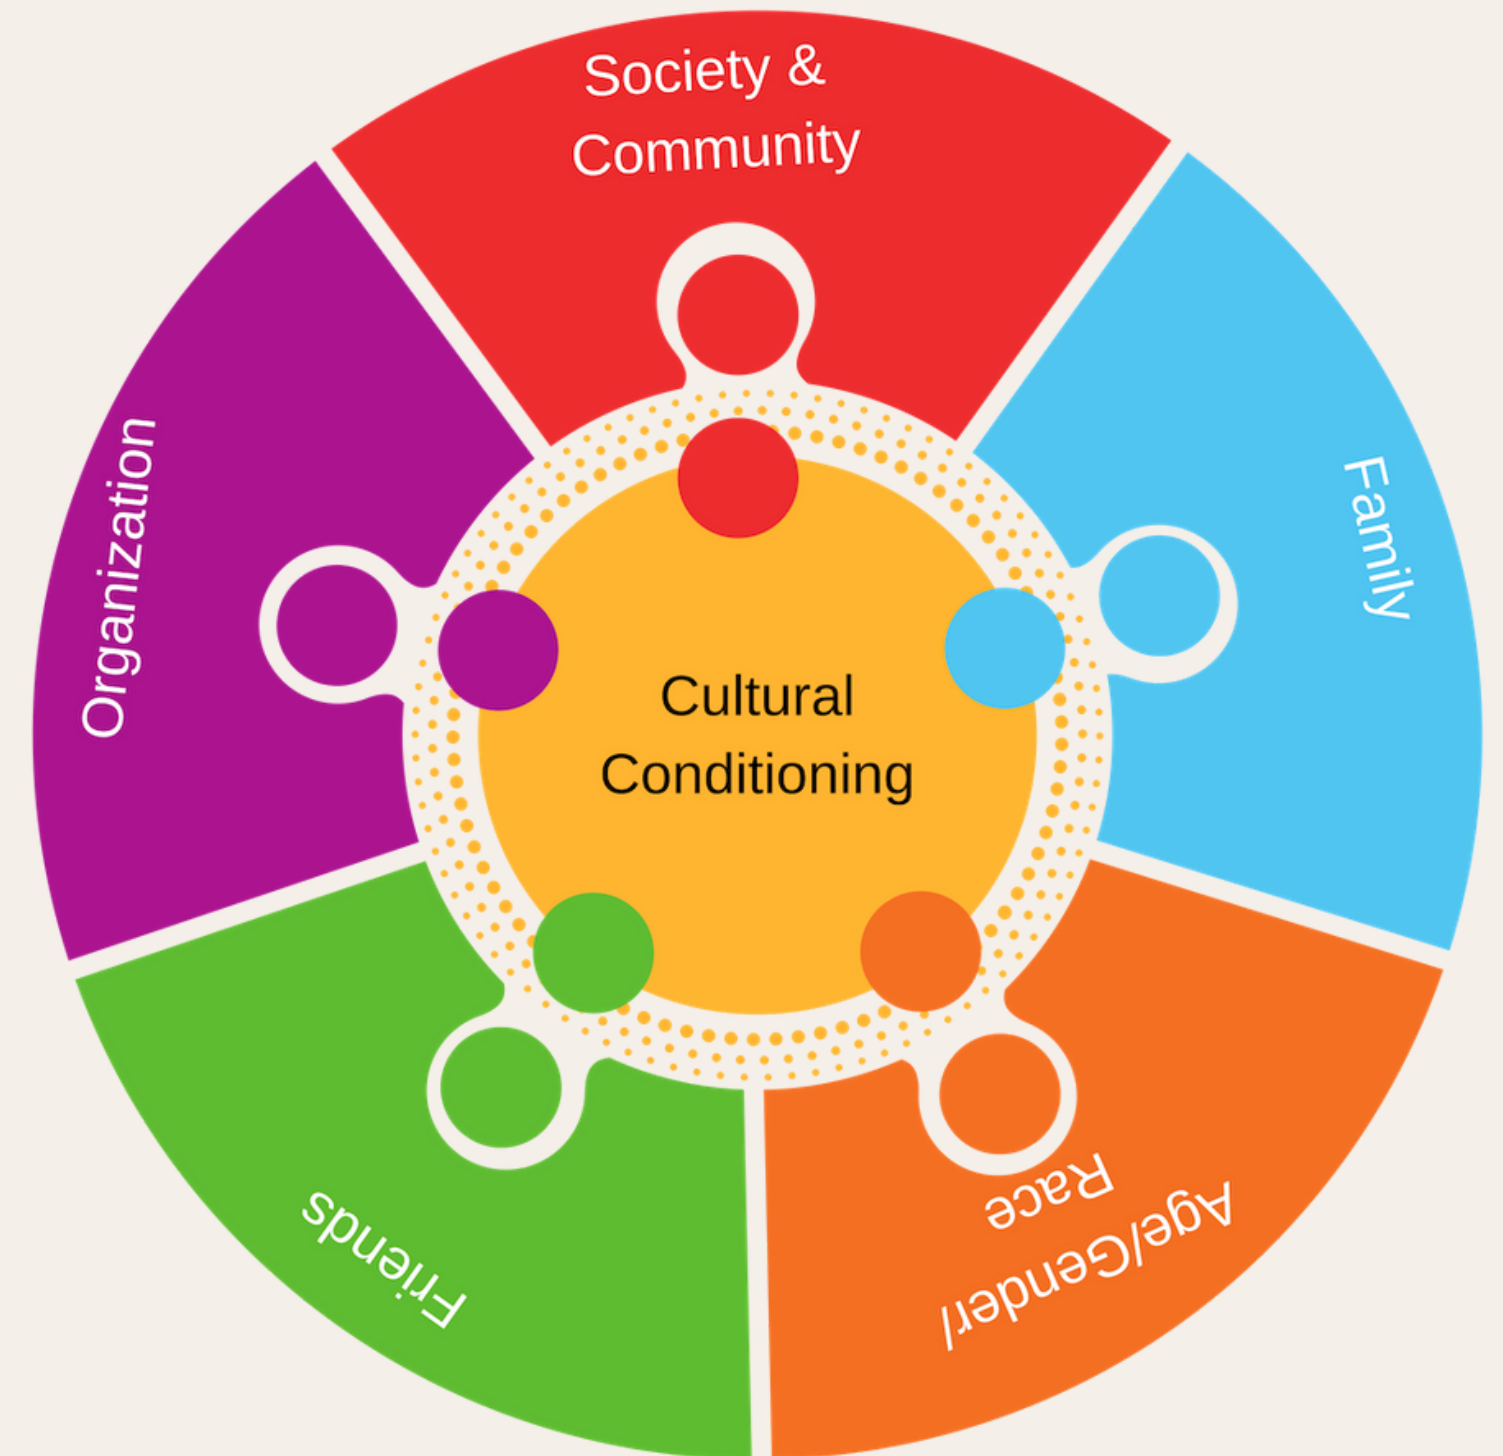 Society &
Community
Family
Age/Gender/
Race
Friends
Organization
Cultural
Conditioning